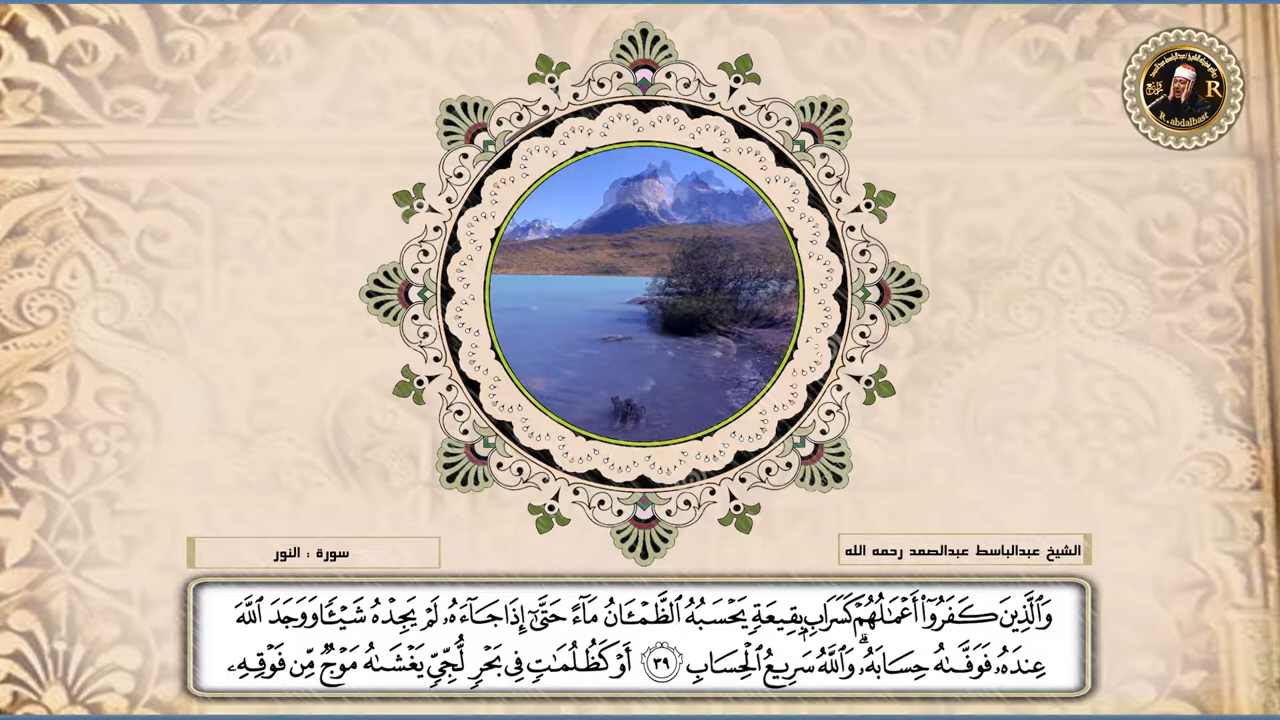 R
R. abdalbast
الشيخ عبدالباسط عبدالصمد رحمه الله
سورة : النور
وَٱلَّذِينَ كَفَرُوٓا۟ أَعْمَـٰلُهُمْ كَسَرَابٍۭ بِقِيعَةٍ يَحْسَبُهُ ٱلظَّمْـَٔانُ مَآءً حَتَّىٰٓ إِذَا جَآءَهُۥ لَمْ يَجِدْهُ شَيْـًٔا وَوَجَدَ ٱللَّهَ
عِندَهُۥ فَوَفَّىٰهُ حِسَابَهُۥ ۗ وَٱللَّهُ سَرِيعُ ٱلْحِسَابِ ٣٩ أَوْ كَظُلُمَـٰتٍ فِى بَحْرٍ لُّجِّىٍّ يَغْشَىٰهُ مَوْجٌ مِّن فَوْقِهِۦ